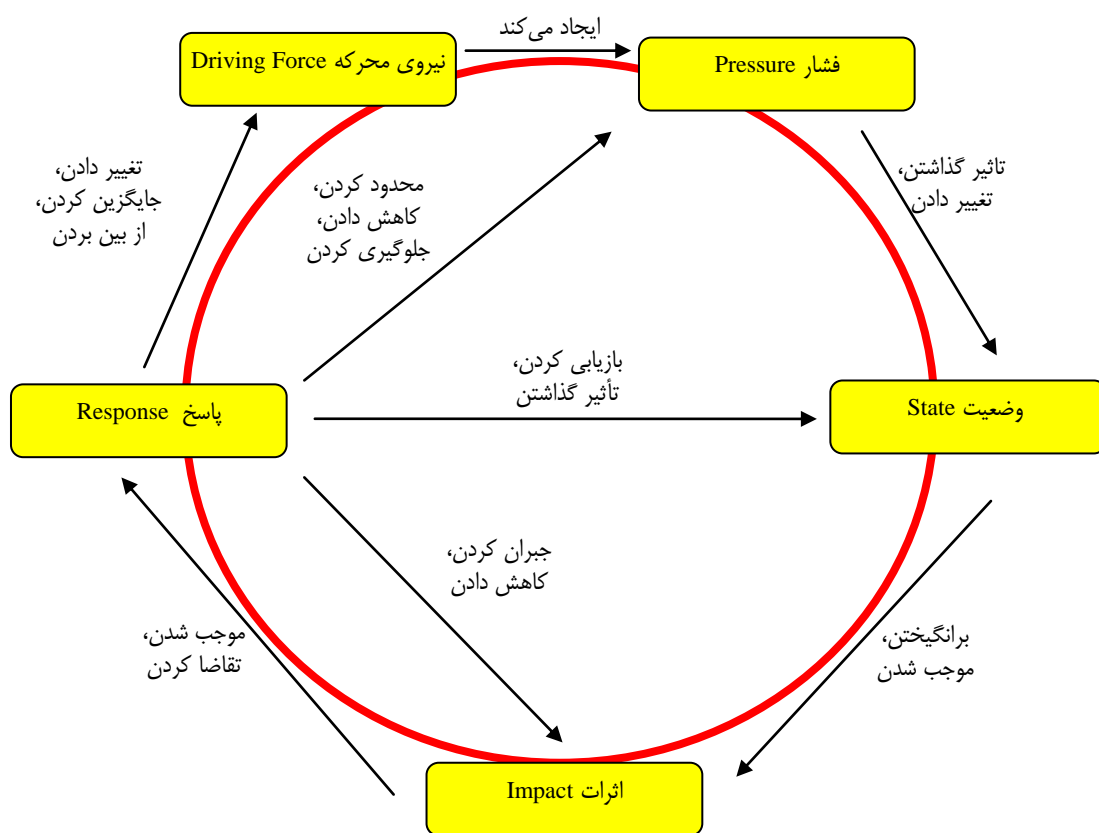 ایجاد می‌کند
نیروی محرکه Driving Force
فشار Pressure
تغییر دادن،
جایگزین کردن،
از بین بردن
محدود کردن،
کاهش دادن،
جلوگیری کردن
تاثیر گذاشتن،
تغییر دادن
بازیابی کردن،
تأثیر گذاشتن
پاسخ Response
وضعیت State
جبران کردن،
کاهش دادن
موجب شدن،
تقاضا کردن
برانگیختن،
موجب شدن
اثرات Impact